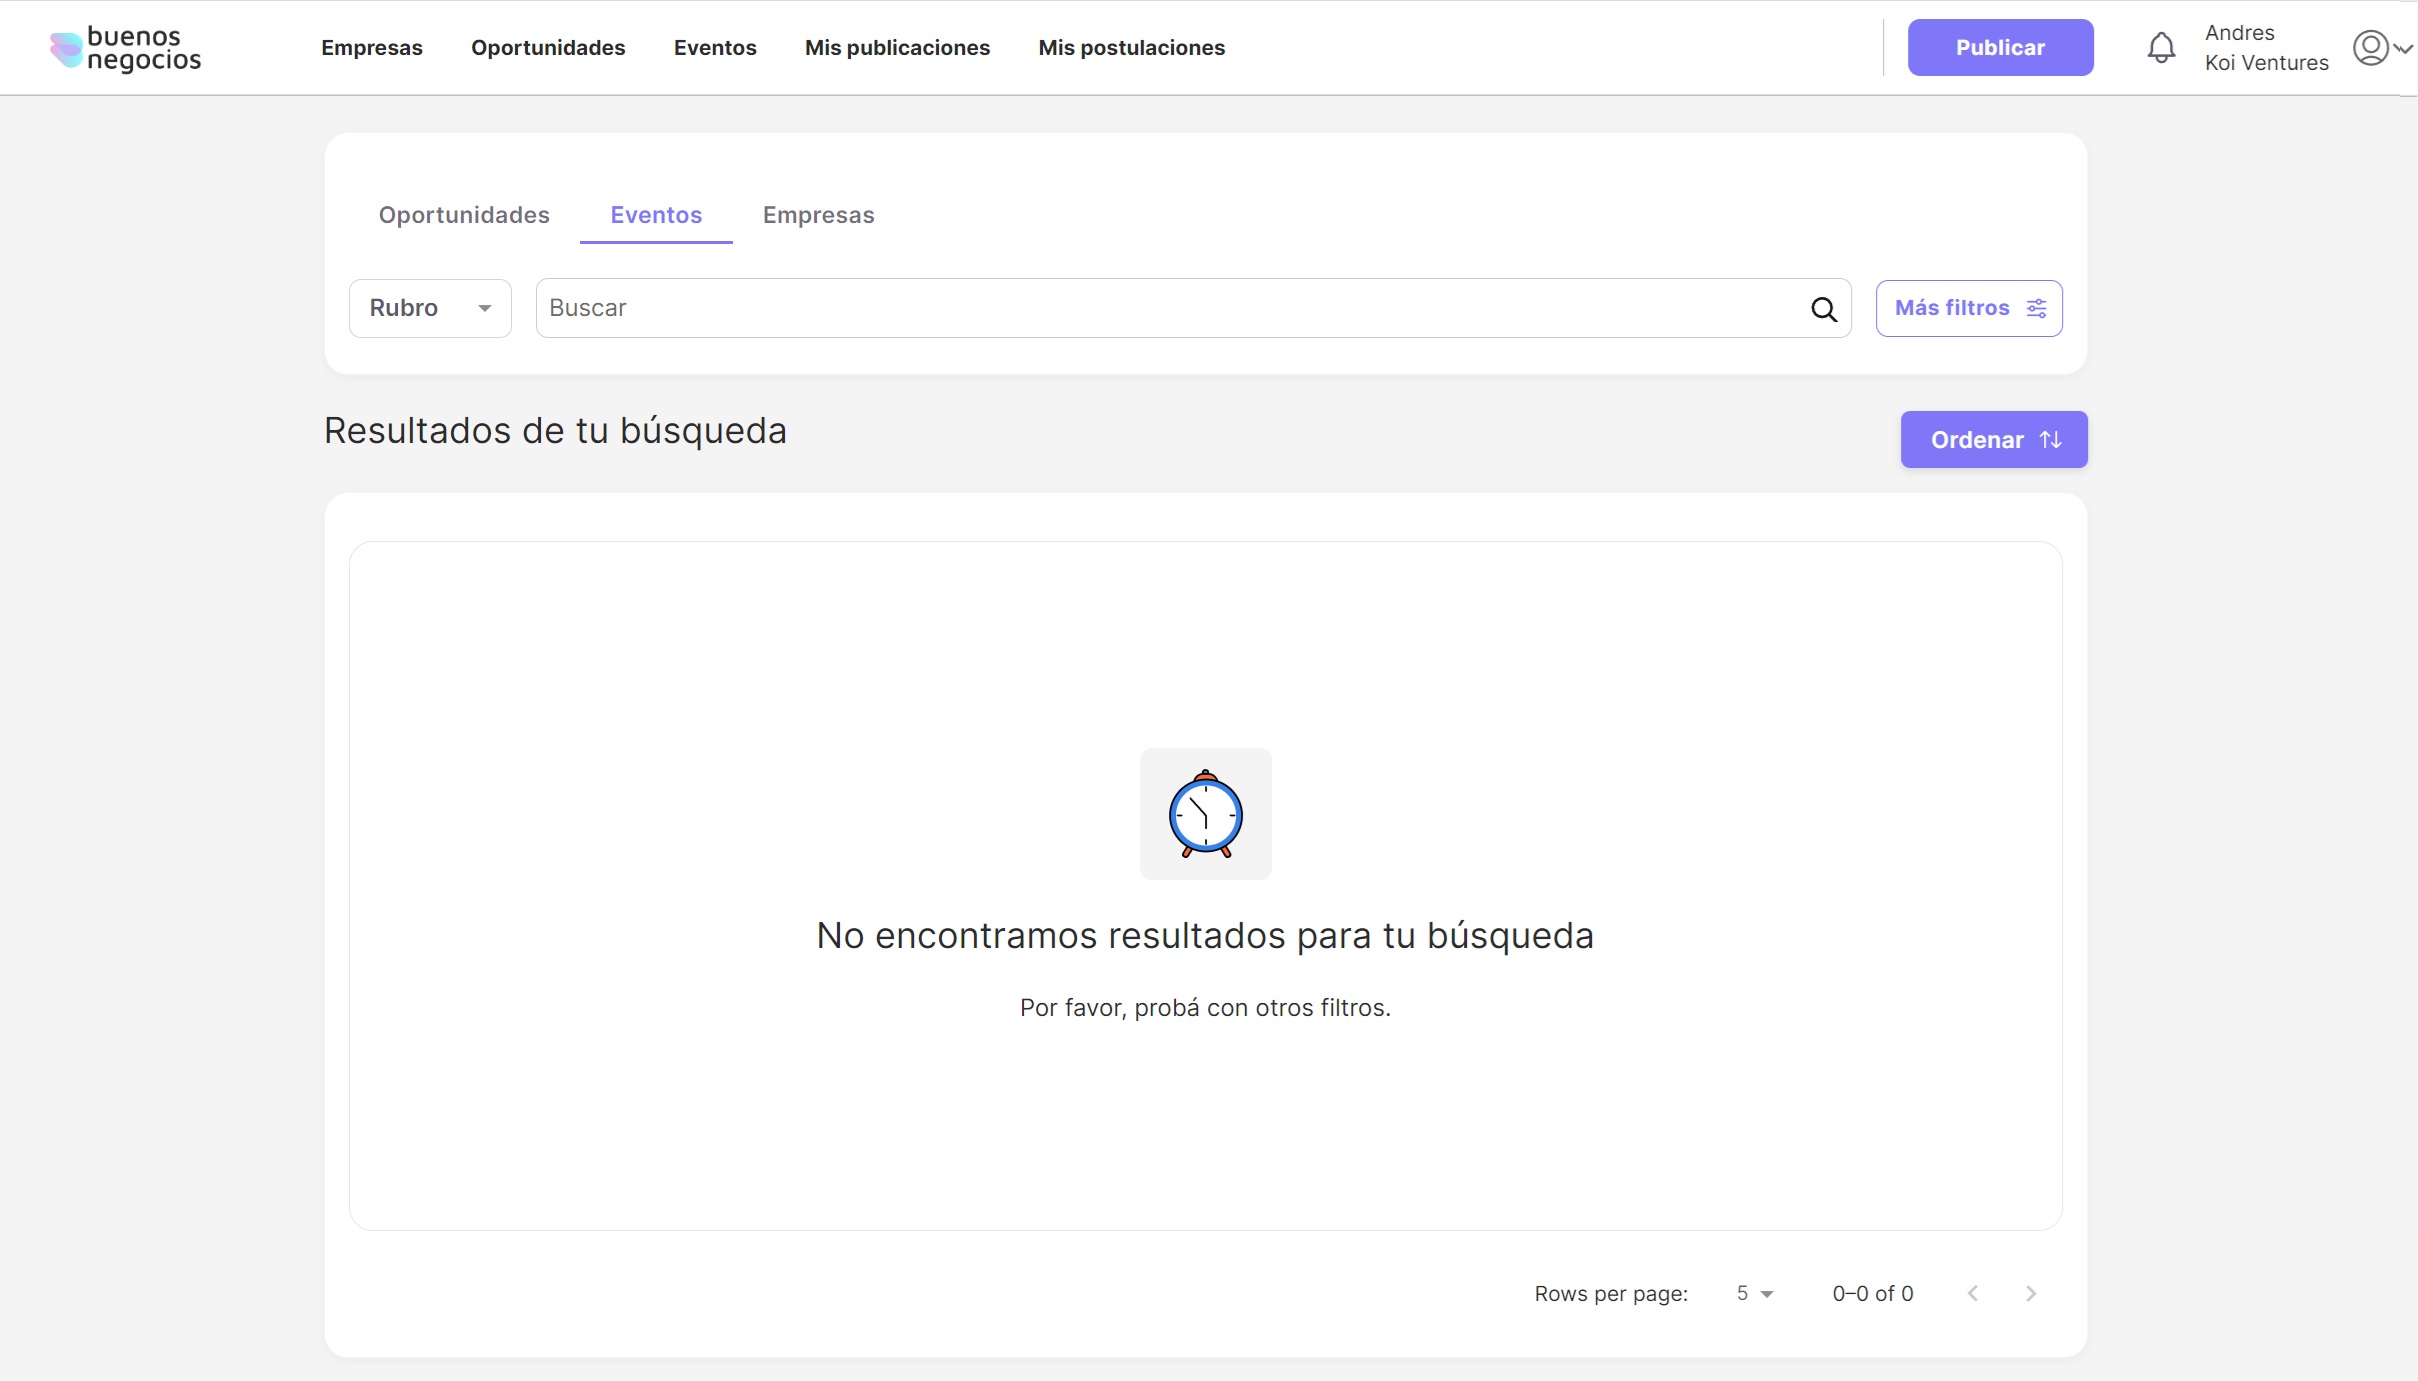 buenos
negocios
Empresas Oportunidades Eventos Mis publicaciones Mis postulaciones
Publicar
Andres
Koi Ventures
Oportunidades Eventos Empresas
Rubro
Buscar
Más filtros
Resultados de tu búsqueda
Ordenar
No encontramos resultados para tu búsqueda
Por favor, probá con otros filtros.
Rows per page: 5 0–0 of 0